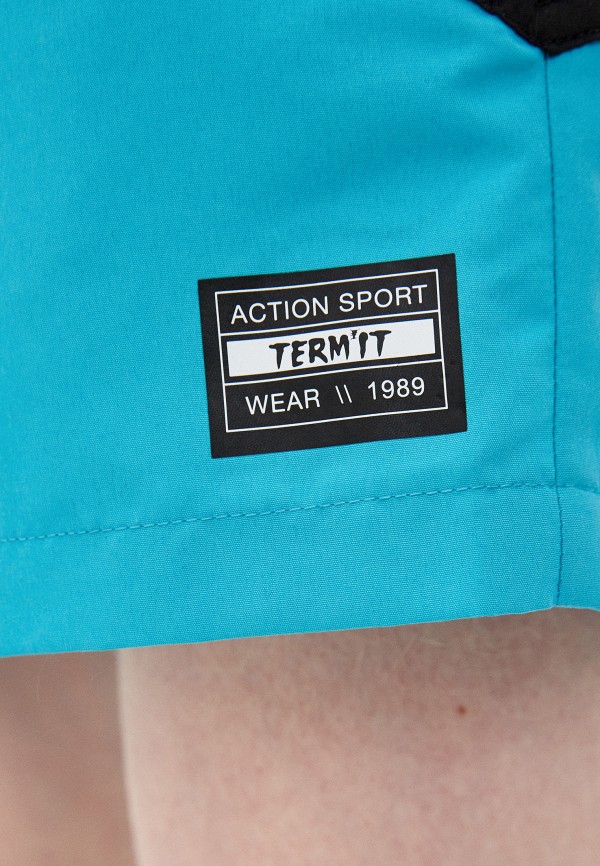 ACTION SPORT
TERM'IT
WEAR \\ 1989